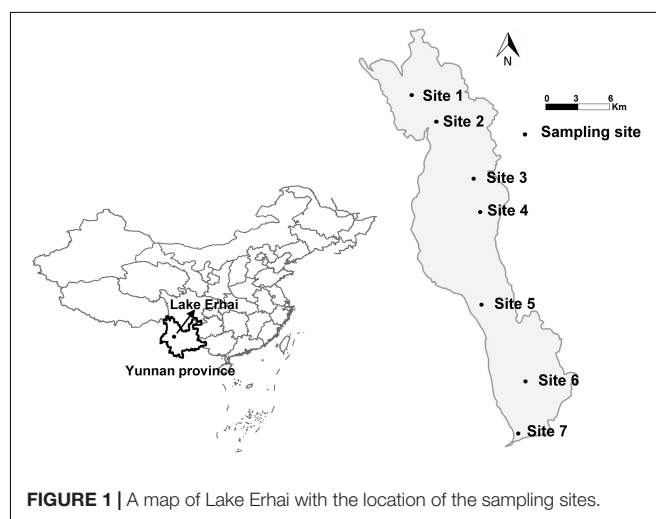 N
0 3 6
Km
Sampling site
Site 1
Site 2
Site 3
Site 4
Site 5
Site 6
Site 7
Lake Erhai
Yunnan province
FIGURE 1 | A map of Lake Erhai with the location of the sampling sites.